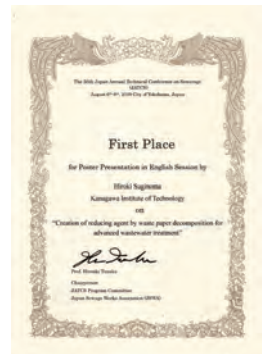 The 56th Japan Annual Technical Conference on Sewerage
(JATCS)
August 6th-8th, 2019 City of Yokohama, Japan
First Place
for Poster Presentation in English Session by
Hiroki Suginoma
Kanagawa Institute of Technology
on
"Creation of reducing agent by waste paper decomposition for
advanced wastewater treatment"
Prof. Hiroaki Tanaka
Chairperson
JATCS Program Committee
Japan Sewage Works Association (JSWA)